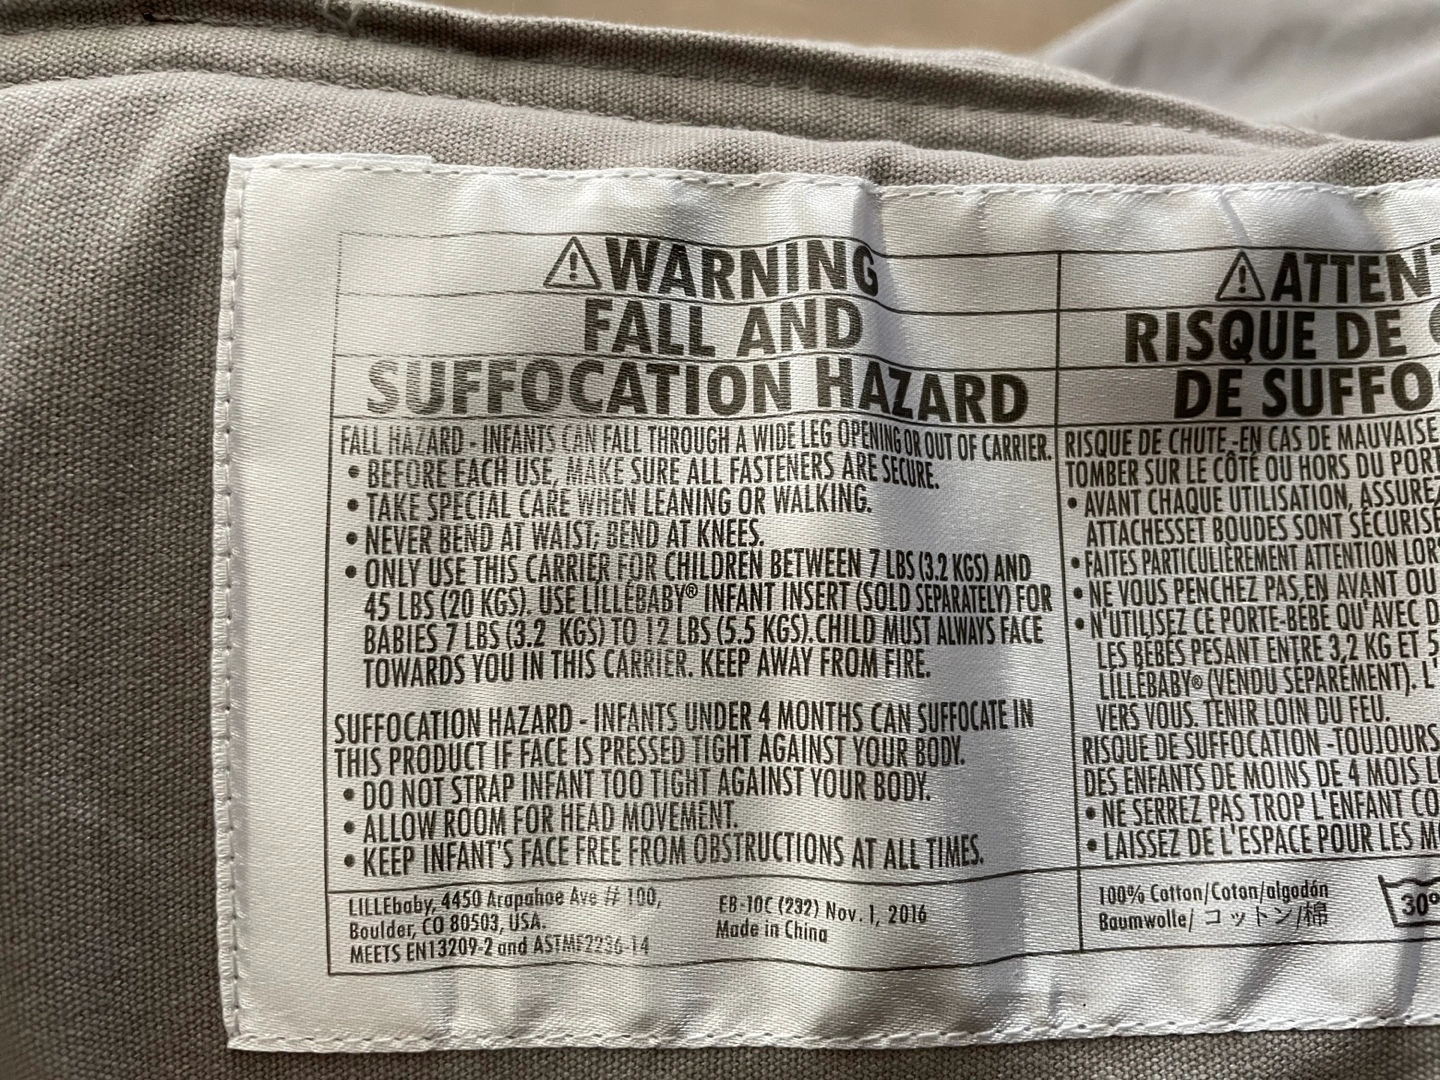 ⚠WARNING
FALL AND
SUFFOCATION HAZARD
FALL HAZARD - INFANTS CAN FALL THROUGH A WIDE LEG OPENING OR OUT OF CARRIER.
• BEFORE EACH USE, MAKE SURE ALL FASTENERS ARE SECURE.
• TAKE SPECIAL CARE WHEN LEANING OR WALKING.
• NEVER BEND AT WAIST; BEND AT KNEES.
• ONLY USE THIS CARRIER FOR CHILDREN BETWEEN 7 LBS (3.2 KGS) AND
45 LBS (20 KGS). USE LILLÉBABY® INFANT INSERT (SOLD SEPARATELY) FOR
BABIES 7 LBS (3.2 KGS) TO 12 LBS (5.5 KGS).CHILD MUST ALWAYS FACE
TOWARDS YOU IN THIS CARRIER. KEEP AWAY FROM FIRE.
SUFFOCATION HAZARD - INFANTS UNDER 4 MONTHS CAN SUFFOCATE IN
THIS PRODUCT IF FACE IS PRESSED TIGHT AGAINST YOUR BODY.
• DO NOT STRAP INFANT TOO TIGHT AGAINST YOUR BODY.
• ALLOW ROOM FOR HEAD MOVEMENT.
• KEEP INFANT'S FACE FREE FROM OBSTRUCTIONS AT ALL TIMES.
LILLEbaby, 4450 Arapahoe Ave # 100,
Boulder, CO 80503, USA.
MEETS EN13209-2 and ASTMF2236-14
EB-10C (232) Nov. 1, 2016
Made in China
⚠ATTENT
RISQUE DE
DE SUFFO
RISQUE DE CHUTE.-EN CAS DE MAUVAISE
TOMBER SUR LE CÔTÉ OU HORS DU PORT
• AVANT CHAQUE UTILISATION, ASSUREZ
ATTACHESSET BOUDES SONT SÉCURISÉ
• FAITES PARTICULIÈREMENT ATTENTION LOR
• NE VOUS PENCHEZ PAS,EN AVANT OU
• N'UTILISEZ CE PORTE-BÉBÉ QU'AVEC D
LES BÉBÉS PESANT ENTRE 3,2 KG ET 5
LILLÉBABY® (VENDU SÉPARÉMENT). L'
VERS VOUS. TENIR LOIN DU FEU.
RISQUE DE SUFFOCATION -TOUJOURS
DES ENFANTS DE MOINS DE 4 MOIS L
• NE SERREZ PAS TROP L'ENFANT CO
• LAISSEZ DE L'ESPACE POUR LES M
100% Cotton/Coton/algodón
Baumwolle/ コットン/棉
30°